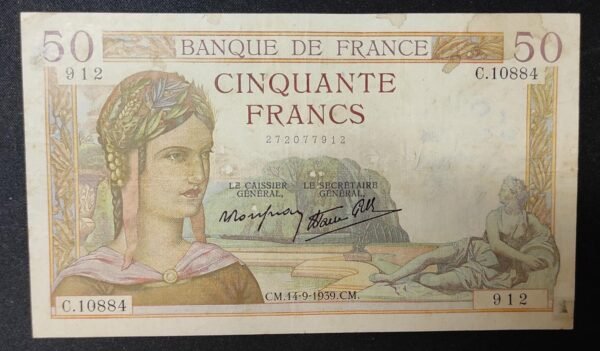 50 BANQUE DE FRANCE 50
912 C.10884
CINQUANTE
FRANCS
272077912
LE CAISSIER LE SECRÉTAIRE
GÉNÉRAL, GÉNÉRAL,
C.10884 CM.14-9-1939.CM. 912